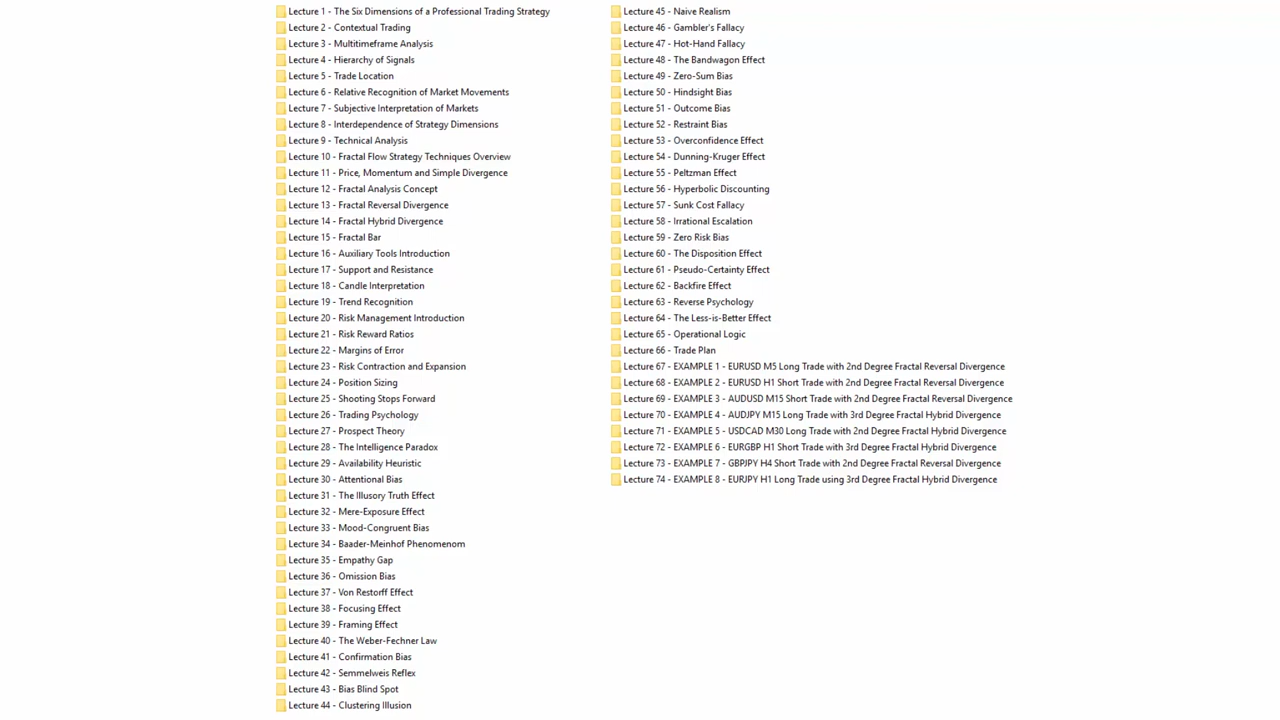 Lecture 1 - The Six Dimensions of a Professional Trading Strategy
Lecture 2 - Contextual Trading
Lecture 3 - Multitimeframe Analysis
Lecture 4 - Hierarchy of Signals
Lecture 5 - Trade Location
Lecture 6 - Relative Recognition of Market Movements
Lecture 7 - Subjective Interpretation of Markets
Lecture 8 - Interdependence of Strategy Dimensions
Lecture 9 - Technical Analysis
Lecture 10 - Fractal Flow Strategy Techniques Overview
Lecture 11 - Price, Momentum and Simple Divergence
Lecture 12 - Fractal Analysis Concept
Lecture 13 - Fractal Reversal Divergence
Lecture 14 - Fractal Hybrid Divergence
Lecture 15 - Fractal Bar
Lecture 16 - Auxiliary Tools Introduction
Lecture 17 - Support and Resistance
Lecture 18 - Candle Interpretation
Lecture 19 - Trend Recognition
Lecture 20 - Risk Management Introduction
Lecture 21 - Risk Reward Ratios
Lecture 22 - Margins of Error
Lecture 23 - Risk Contraction and Expansion
Lecture 24 - Position Sizing
Lecture 25 - Shooting Stops Forward
Lecture 26 - Trading Psychology
Lecture 27 - Prospect Theory
Lecture 28 - The Intelligence Paradox
Lecture 29 - Availability Heuristic
Lecture 30 - Attentional Bias
Lecture 31 - The Illusory Truth Effect
Lecture 32 - Mere-Exposure Effect
Lecture 33 - Mood-Congruent Bias
Lecture 34 - Baader-Meinhof Phenomenom
Lecture 35 - Empathy Gap
Lecture 36 - Omission Bias
Lecture 37 - Von Restorff Effect
Lecture 38 - Focusing Effect
Lecture 39 - Framing Effect
Lecture 40 - The Weber-Fechner Law
Lecture 41 - Confirmation Bias
Lecture 42 - Semmelweis Reflex
Lecture 43 - Bias Blind Spot
Lecture 44 - Clustering Illusion
Lecture 45 - Naive Realism
Lecture 46 - Gambler's Fallacy
Lecture 47 - Hot-Hand Fallacy
Lecture 48 - The Bandwagon Effect
Lecture 49 - Zero-Sum Bias
Lecture 50 - Hindsight Bias
Lecture 51 - Outcome Bias
Lecture 52 - Restraint Bias
Lecture 53 - Overconfidence Effect
Lecture 54 - Dunning-Kruger Effect
Lecture 55 - Peltzman Effect
Lecture 56 - Hyperbolic Discounting
Lecture 57 - Sunk Cost Fallacy
Lecture 58 - Irrational Escalation
Lecture 59 - Zero Risk Bias
Lecture 60 - The Disposition Effect
Lecture 61 - Pseudo-Certainty Effect
Lecture 62 - Backfire Effect
Lecture 63 - Reverse Psychology
Lecture 64 - The Less-is-Better Effect
Lecture 65 - Operational Logic
Lecture 66 - Trade Plan
Lecture 67 - EXAMPLE 1 - EURUSD M5 Long Trade with 2nd Degree Fractal Reversal Divergence
Lecture 68 - EXAMPLE 2 - EURUSD H1 Short Trade with 2nd Degree Fractal Reversal Divergence
Lecture 69 - EXAMPLE 3 - AUDUSD M15 Short Trade with 2nd Degree Fractal Reversal Divergence
Lecture 70 - EXAMPLE 4 - AUDJPY M15 Long Trade with 3rd Degree Fractal Hybrid Divergence
Lecture 71 - EXAMPLE 5 - USDCAD M30 Long Trade with 2nd Degree Fractal Reversal Divergence
Lecture 72 - EXAMPLE 6 - EURGBP H1 Short Trade with 3rd Degree Fractal Hybrid Divergence
Lecture 73 - EXAMPLE 7 - GBPJPY H4 Short Trade with 2nd Degree Fractal Reversal Divergence
Lecture 74 - EXAMPLE 8 - EURJPY H1 Long Trade using 3rd Degree Fractal Hybrid Divergence